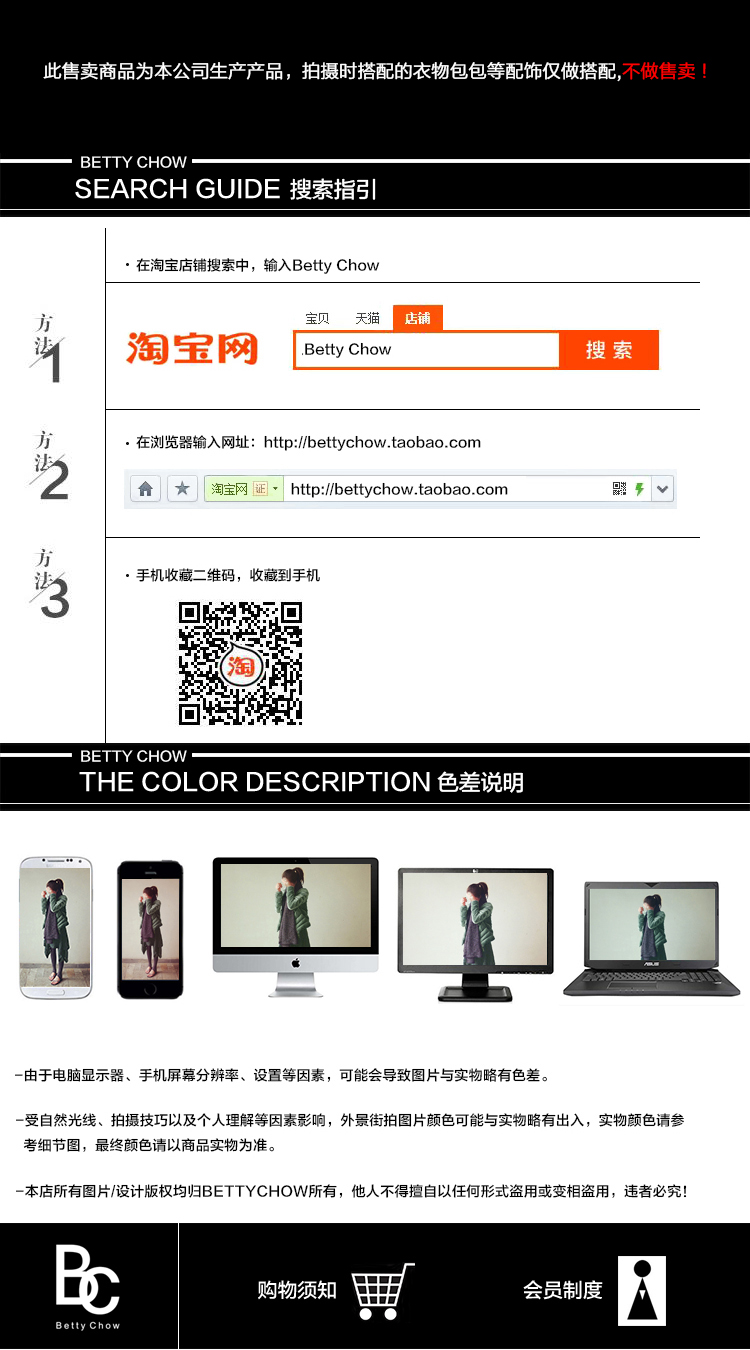 此售卖商品为本公司生产产品，拍摄时搭配的衣物包包等配饰仅做搭配,不做售卖！
BETTY CHOW
SEARCH GUIDE 搜索指引
方法1
· 在淘宝店铺搜索中，输入Betty Chow
宝贝 天猫 店铺
淘宝网
.Betty Chow
搜 索
方法2
· 在浏览器输入网址：http://bettychow.taobao.com
淘宝网 证 http://bettychow.taobao.com
方法3
· 手机收藏二维码，收藏到手机
淘
BETTY CHOW
THE COLOR DESCRIPTION 色差说明
ASUS
-由于电脑显示器、手机屏幕分辨率、设置等因素，可能会导致图片与实物略有色差。
-受自然光线、拍摄技巧以及个人理解等因素影响，外景街拍图片颜色可能与实物略有出入，实物颜色请参
考细节图，最终颜色请以商品实物为准。
-本店所有图片/设计版权均归BETTYCHOW所有，他人不得擅自以任何形式盗用或变相盗用，违者必究!
BC
Betty Chow
购物须知
会员制度